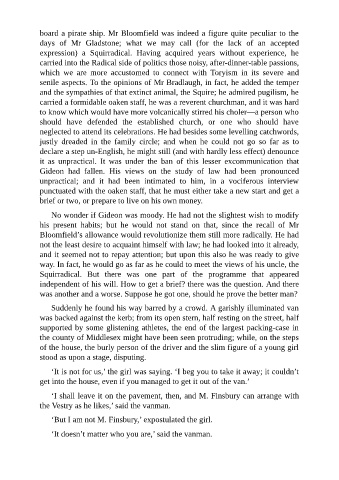 board a pirate ship. Mr Bloomfield was indeed a figure quite peculiar to the
days of Mr Gladstone; what we may call (for the lack of an accepted
expression) a Squirradical. Having acquired years without experience, he
carried into the Radical side of politics those noisy, after-dinner-table passions,
which we are more accustomed to connect with Toryism in its severe and
senile aspects. To the opinions of Mr Bradlaugh, in fact, he added the temper
and the sympathies of that extinct animal, the Squire; he admired pugilism, he
carried a formidable oaken staff, he was a reverent churchman, and it was hard
to know which would have more volcanically stirred his choler—a person who
should have defended the established church, or one who should have
neglected to attend its celebrations. He had besides some levelling catchwords,
justly dreaded in the family circle; and when he could not go so far as to
declare a step un-English, he might still (and with hardly less effect) denounce
it as unpractical. It was under the ban of this lesser excommunication that
Gideon had fallen. His views on the study of law had been pronounced
unpractical; and it had been intimated to him, in a vociferous interview
punctuated with the oaken staff, that he must either take a new start and get a
brief or two, or prepare to live on his own money.
No wonder if Gideon was moody. He had not the slightest wish to modify
his present habits; but he would not stand on that, since the recall of Mr
Bloomfield’s allowance would revolutionize them still more radically. He had
not the least desire to acquaint himself with law; he had looked into it already,
and it seemed not to repay attention; but upon this also he was ready to give
way. In fact, he would go as far as he could to meet the views of his uncle, the
Squirradical. But there was one part of the programme that appeared
independent of his will. How to get a brief? there was the question. And there
was another and a worse. Suppose he got one, should he prove the better man?
Suddenly he found his way barred by a crowd. A garishly illuminated van
was backed against the kerb; from its open stern, half resting on the street, half
supported by some glistening athletes, the end of the largest packing-case in
the county of Middlesex might have been seen protruding; while, on the steps
of the house, the burly person of the driver and the slim figure of a young girl
stood as upon a stage, disputing.
‘It is not for us,’ the girl was saying. ‘I beg you to take it away; it couldn’t
get into the house, even if you managed to get it out of the van.’
‘I shall leave it on the pavement, then, and M. Finsbury can arrange with
the Vestry as he likes,’ said the vanman.
‘But I am not M. Finsbury,’ expostulated the girl.
‘It doesn’t matter who you are,’ said the vanman.